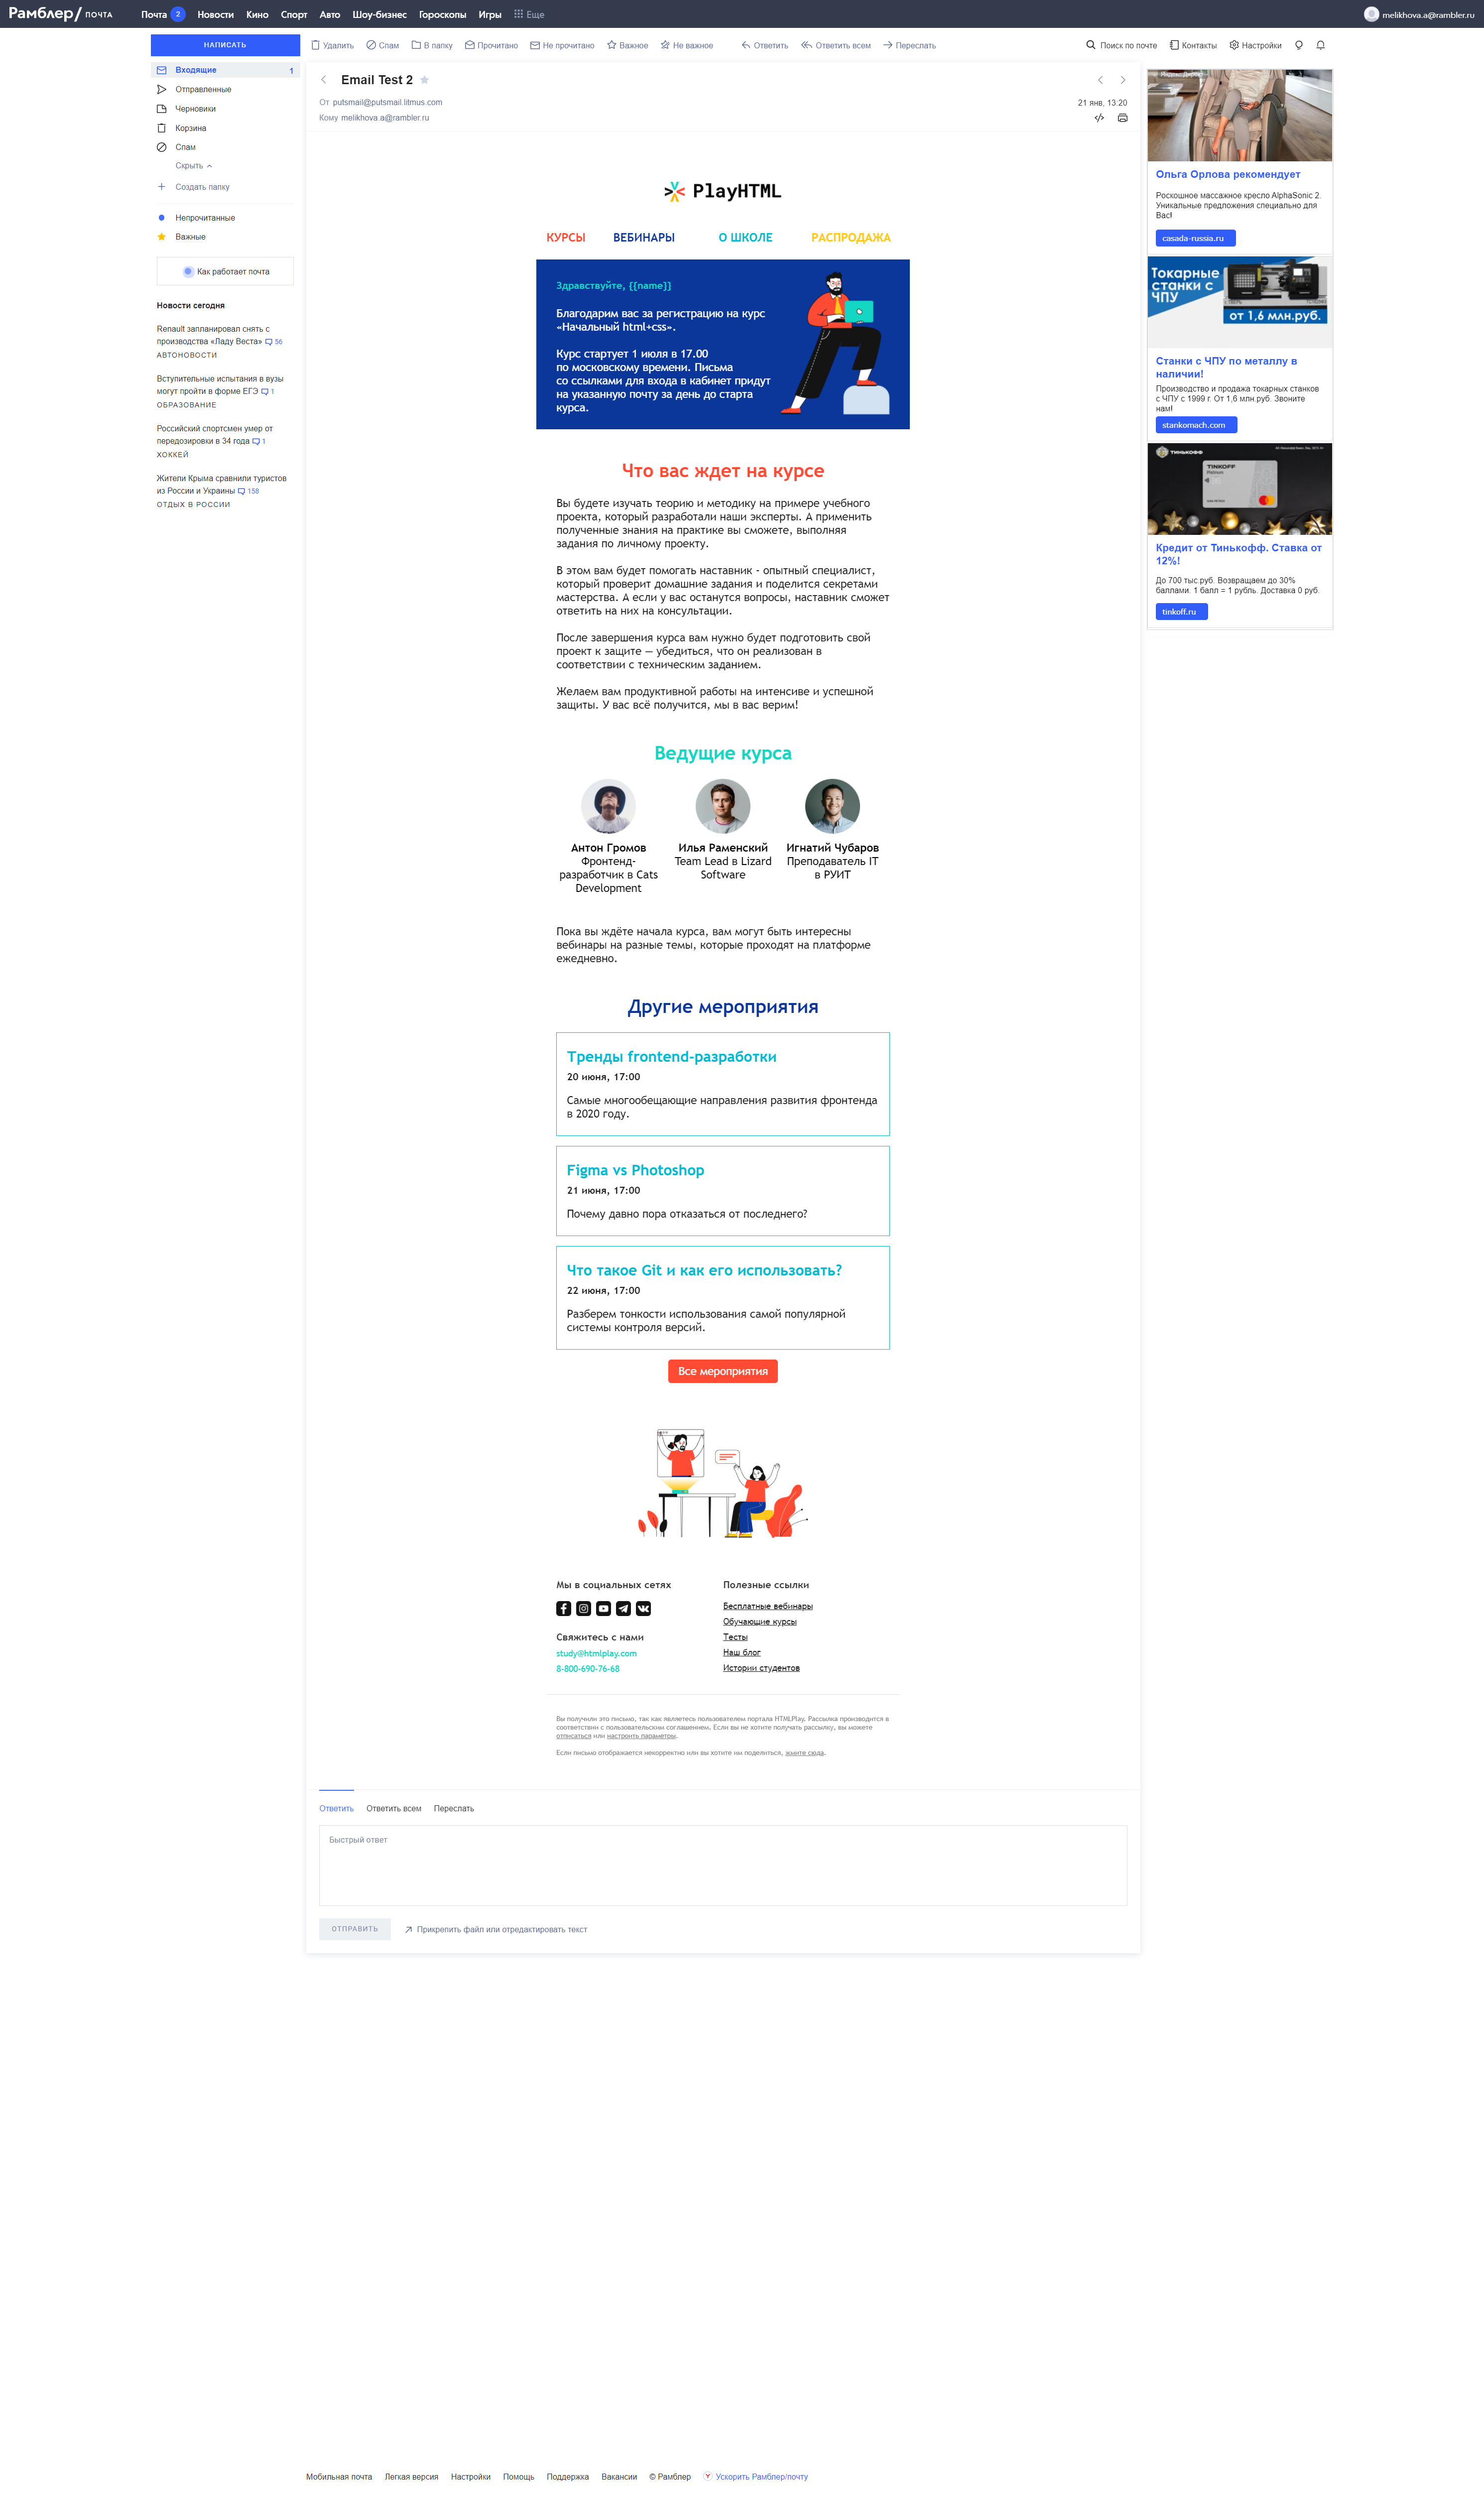 Рамблер/ ПОЧТА
Почта 2 Новости Кино Спорт Авто Шоу-бизнес Гороскопы Игры Еще
melikhova.a@rambler.ru
НАПИСАТЬ
Удалить Спам В папку Прочитано Не прочитано Важное Не важное Ответить Ответить всем Переслать
Поиск по почте Контакты Настройки
Входящие 1
Отправленные
Черновики
Корзина
Спам
Скрыть
Создать папку
Непрочитанные
Важные
Как работает почта
Новости сегодня
Renault запланировал снять с
производства «Ладу Веста» 56
АВТОНОВОСТИ
Вступительные испытания в вузы
могут пройти в форме ЕГЭ 1
ОБРАЗОВАНИЕ
Российский спортсмен умер от
передозировки в 34 года 1
ХОККЕЙ
Жители Крыма сравнили туристов
из России и Украины 158
ОТДЫХ В РОССИИ
Email Test 2
От putsmail@putsmail.litmus.com
21 янв, 13:20
Кому melikhova.a@rambler.ru
PlayHTML
КУРСЫ ВЕБИНАРЫ О ШКОЛЕ РАСПРОДАЖА
Здравствуйте, {{name}}
Благодарим вас за регистрацию на курс
«Начальный html+css».
Курс стартует 1 июля в 17.00
по московскому времени. Письма
со ссылками для входа в кабинет придут
на указанную почту за день до старта
курса.
Что вас ждет на курсе
Вы будете изучать теорию и методику на примере учебного
проекта, который разработали наши эксперты. А применить
полученные знания на практике вы сможете, выполняя
задания по личному проекту.
В этом вам будет помогать наставник - опытный специалист,
который проверит домашние задания и поделится секретами
мастерства. А если у вас останутся вопросы, наставник сможет
ответить на них на консультации.
После завершения курса вам нужно будет подготовить свой
проект к защите — убедиться, что он реализован в
соответствии с техническим заданием.
Желаем вам продуктивной работы на интенсиве и успешной
защиты. У вас всё получится, мы в вас верим!
Ведущие курса
Антон Громов
Фронтенд-
разработчик в Cats
Development
Илья Раменский
Team Lead в Lizard
Software
Игнатий Чубаров
Преподаватель IT
в РУИТ
Пока вы ждёте начала курса, вам могут быть интересны
вебинары на разные темы, которые проходят на платформе
ежедневно.
Другие мероприятия
Тренды frontend-разработки
20 июня, 17:00
Самые многообещающие направления развития фронтенда
в 2020 году.
Figma vs Photoshop
21 июня, 17:00
Почему давно пора отказаться от последнего?
Что такое Git и как его использовать?
22 июня, 17:00
Разберем тонкости использования самой популярной
системы контроля версий.
Все мероприятия
Мы в социальных сетях
Свяжитесь с нами
study@htmlplay.com
8-800-690-76-68
Полезные ссылки
Бесплатные вебинары
Обучающие курсы
Тесты
Наш блог
Истории студентов
Вы получили это письмо, так как являетесь пользователем портала HTMLPlay. Рассылка производится в
соответствии с пользовательским соглашением. Если вы не хотите получать рассылку, вы можете
отписаться или настроить параметры.
Если письмо отображается некорректно или вы хотите им поделиться, жмите сюда.
Ответить Ответить всем Переслать
Быстрый ответ
ОТПРАВИТЬ
Прикрепить файл или отредактировать текст
Яндекс.Директ
Ольга Орлова рекомендует
Роскошное массажное кресло AlphaSonic 2.
Уникальные предложения специально для
Вас!
casada-russia.ru
Токарные
станки с
ЧПУ
от 1,6 млн.руб.
Станки с ЧПУ по металлу в
наличии!
Производство и продажа токарных станков
с ЧПУ с 1999 г. От 1,6 млн.руб. Звоните
нам!
stankomach.com
ТИНЬКОФФ
TINKOFF
Platinum
Кредит от Тинькофф. Ставка от
12%!
До 700 тыс.руб. Возвращаем до 30%
баллами. 1 балл = 1 рубль. Доставка 0 руб.
tinkoff.ru
Мобильная почта Легкая версия Настройки Помощь Поддержка Вакансии © Рамблер Ускорить Рамблер/почту